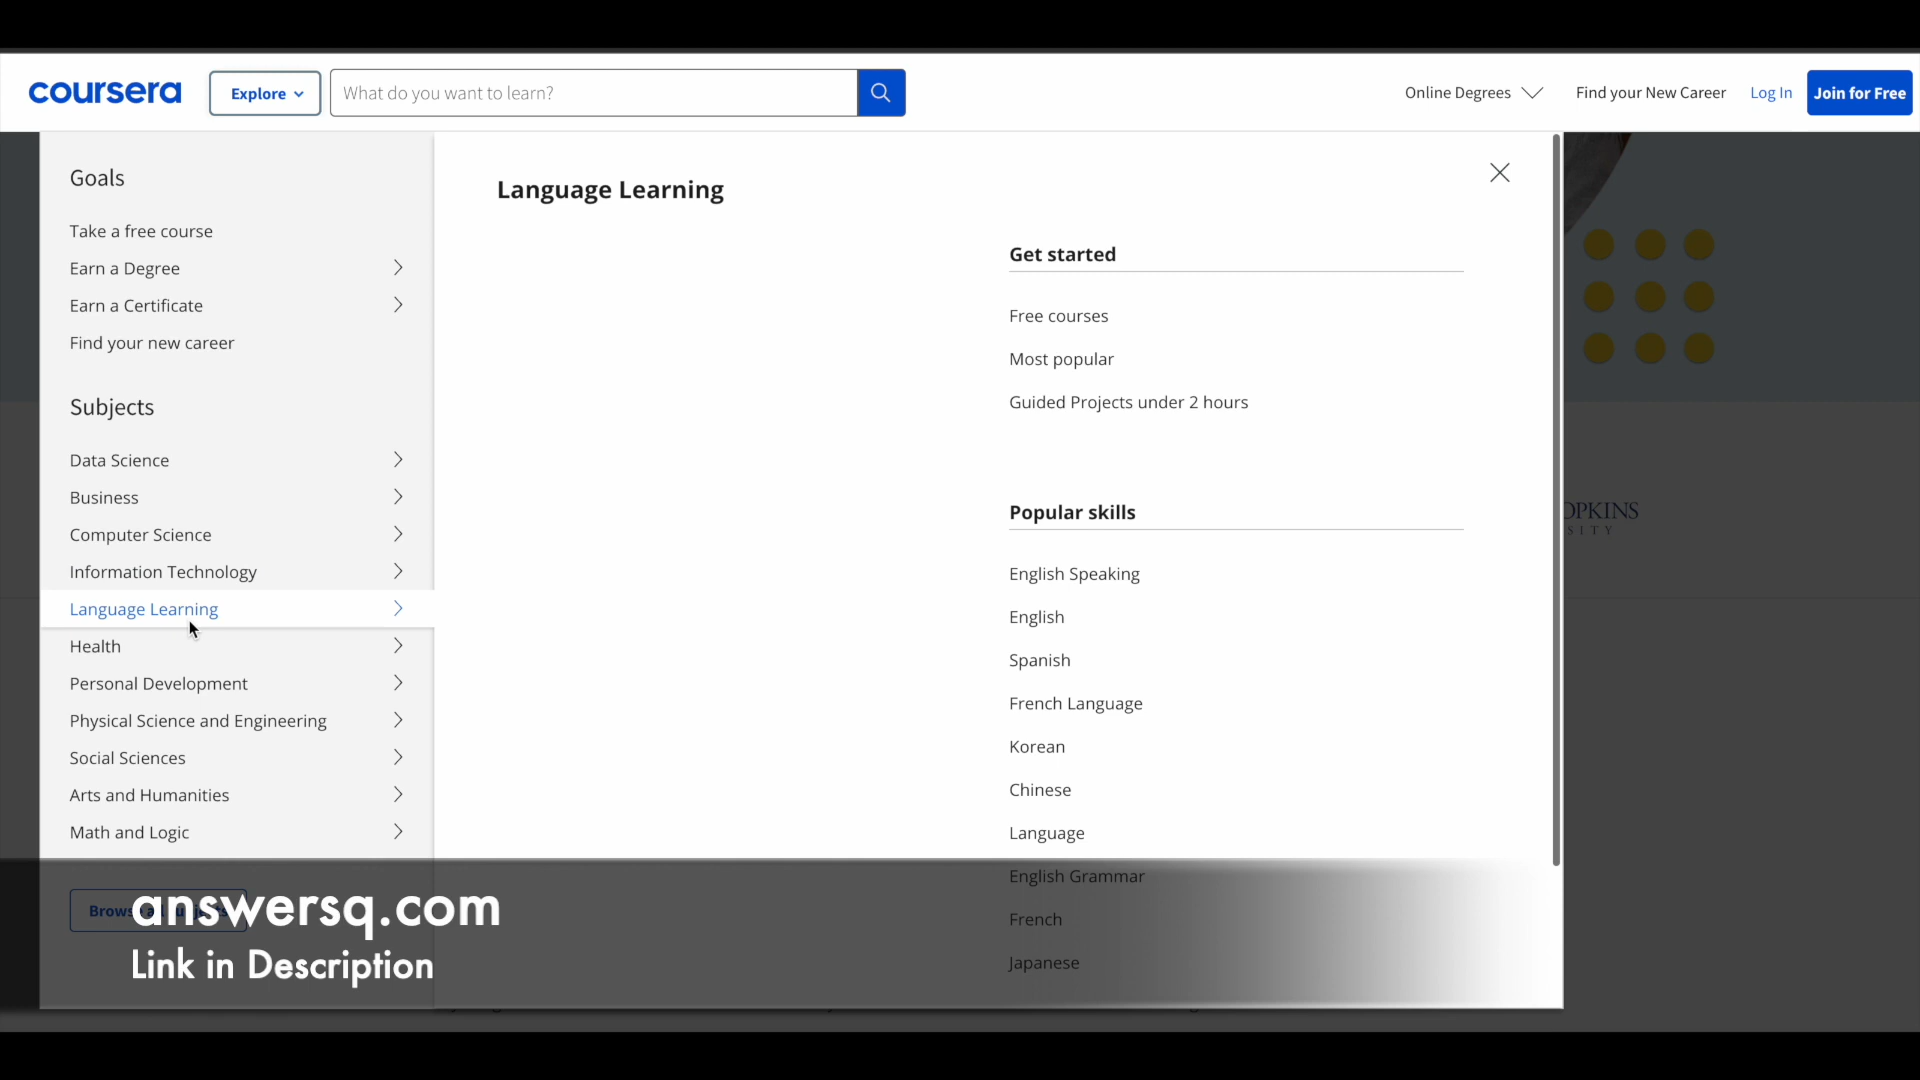 coursera
Explore
What do you want to learn?
Online Degrees
Find your New Career
Log In
Join for Free
Goals
Take a free course
Earn a Degree
Earn a Certificate
Find your new career
Subjects
Data Science
Business
Computer Science
Information Technology
Language Learning
Health
Personal Development
Physical Science and Engineering
Social Sciences
Arts and Humanities
Math and Logic
Language Learning
Get started
Free courses
Most popular
Guided Projects under 2 hours
Popular skills
English Speaking
English
Spanish
French Language
Korean
Chinese
Language
English Grammar
French
Japanese
OPKINS
SITY
answersq.com
Link in Description